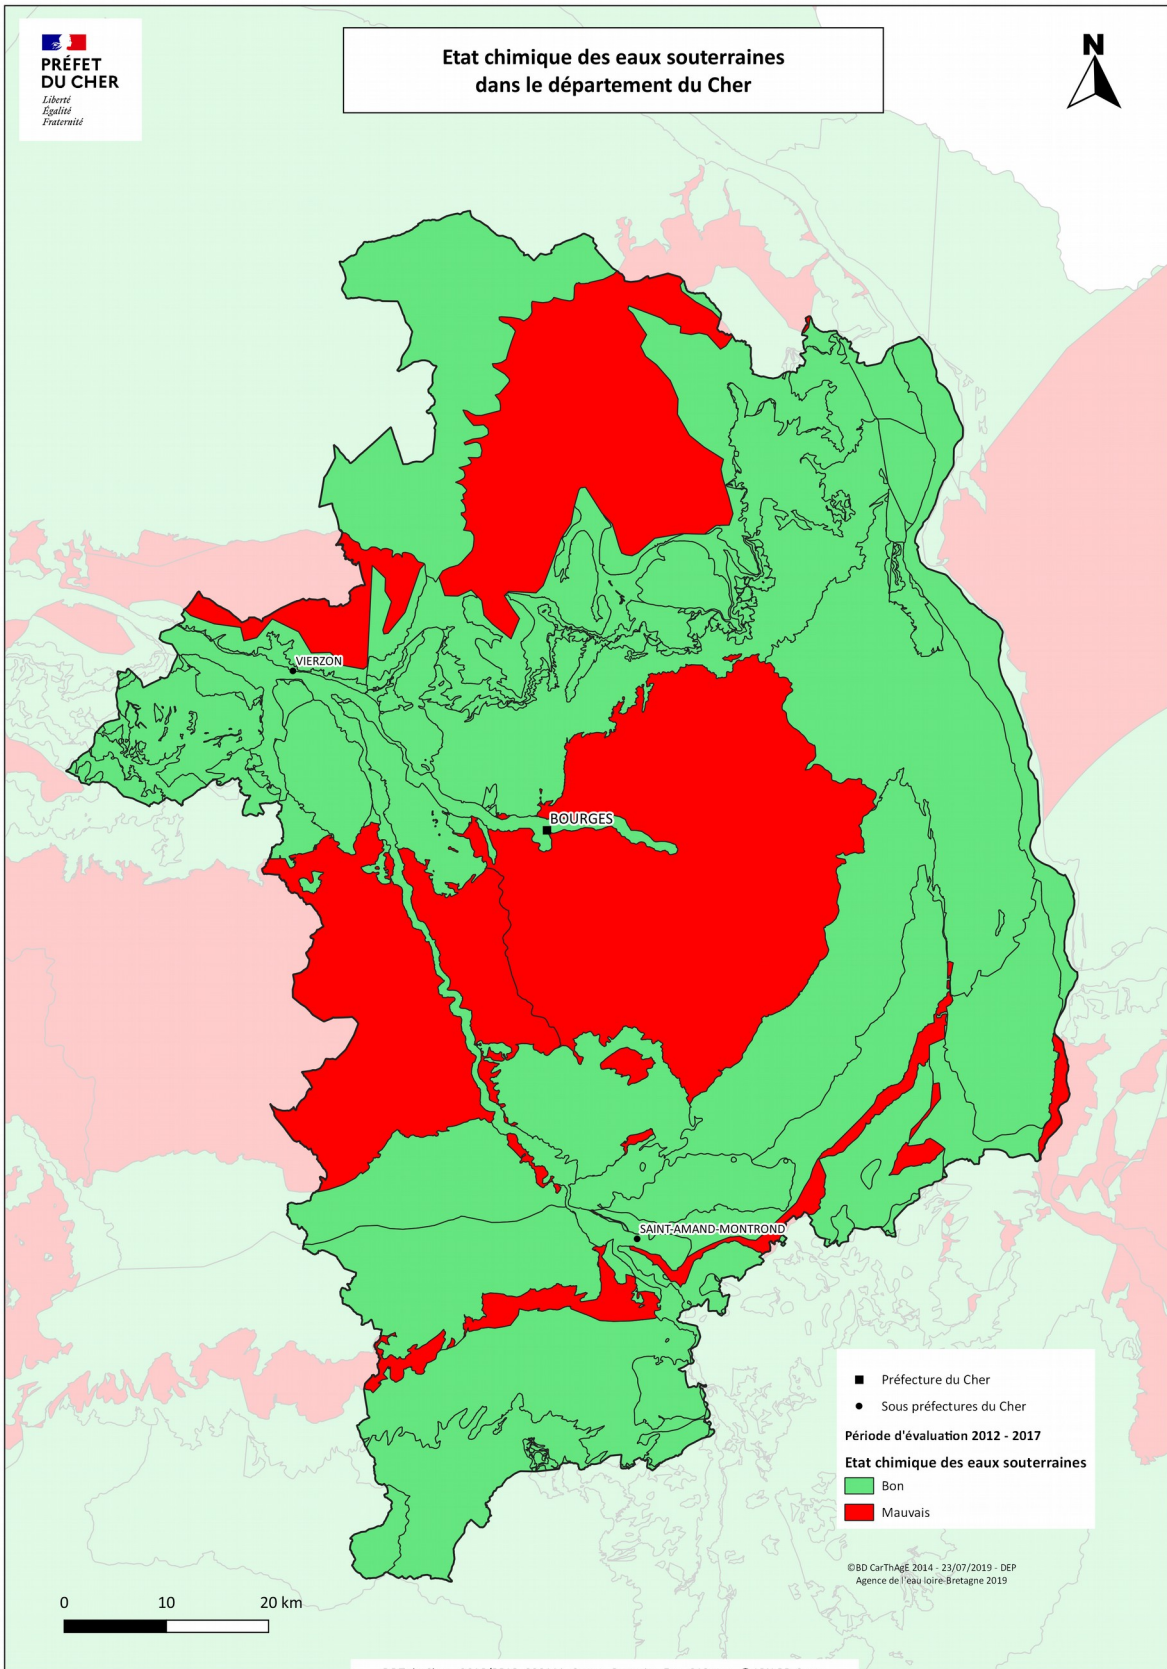 PRÉFET
DU CHER
Liberté
Égalité
Fraternité
Etat chimique des eaux souterraines
dans le département du Cher
N
VIERZON
BOURGES
SAINT-AMAND-MONTROND
Préfecture du Cher
Sous préfectures du Cher
Période d'évaluation 2012 - 2017
Etat chimique des eaux souterraines
Bon
Mauvais
©BD CarThAgE 2014 - 23/07/2019 - DEP
Agence de l'eau loire-Bretagne 2019
0 10 20 km